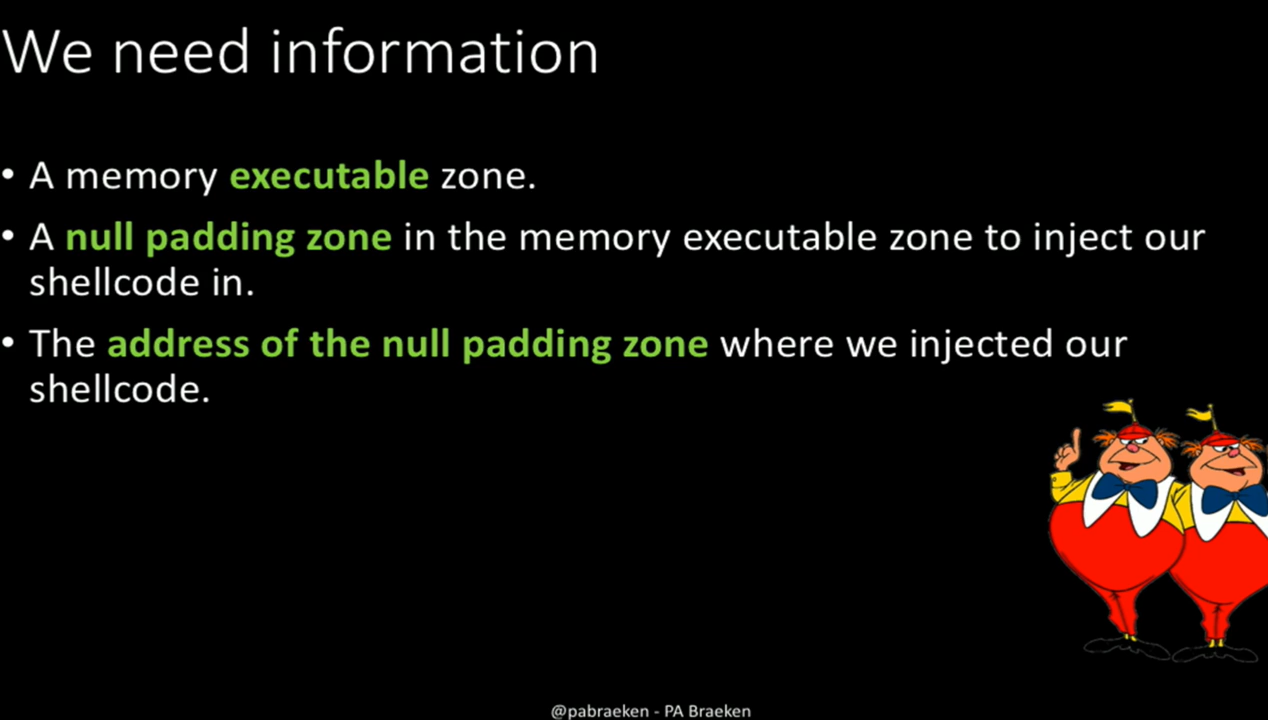 We need information
• A memory executable zone.
• A null padding zone in the memory executable zone to inject our
shellcode in.
• The address of the null padding zone where we injected our
shellcode.
@pabraeken - PA Braeken